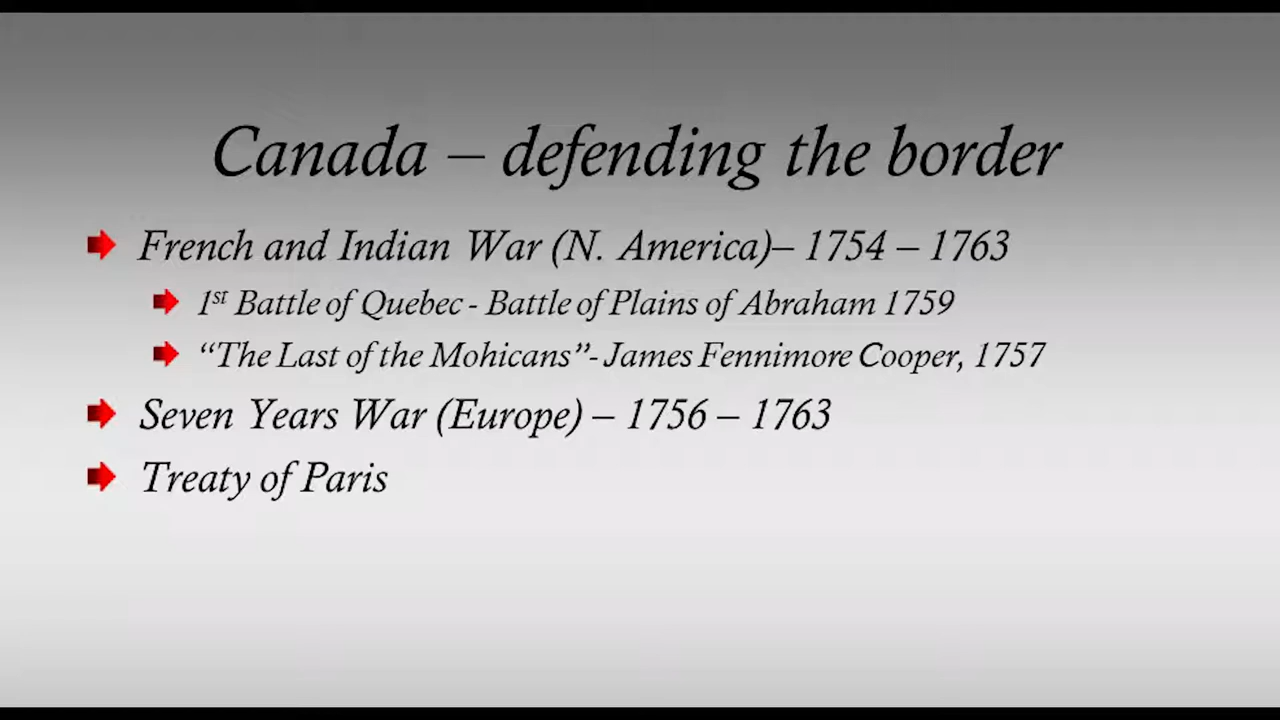 Canada – defending the border
French and Indian War (N. America)– 1754 – 1763
1st Battle of Quebec - Battle of Plains of Abraham 1759
“The Last of the Mohicans”- James Fennimore Cooper, 1757
Seven Years War (Europe) – 1756 – 1763
Treaty of Paris